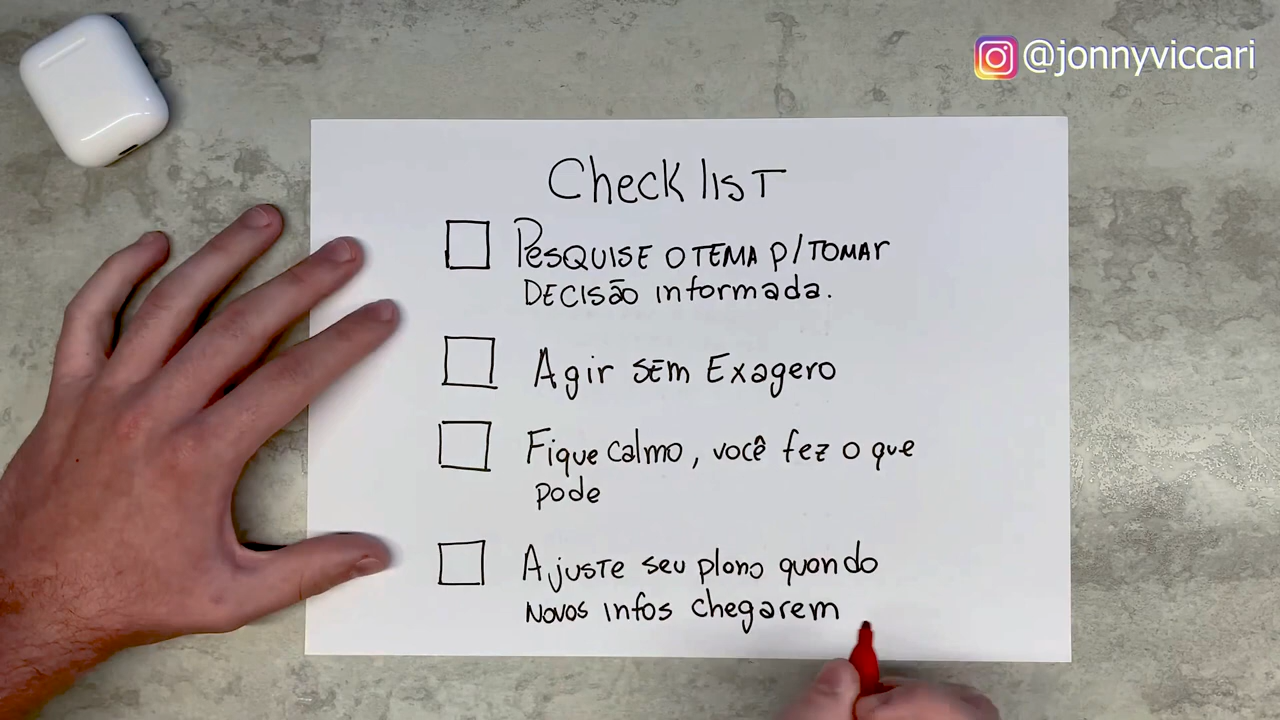 @jonnyviccari
Check list
PESQUISE O TEMA P/ TOMAR
DECISÃO informada.
Agir SEM Exagero
Fique calmo, você fez o que
pode
Ajuste seu plano quando
Novas infos chegarem